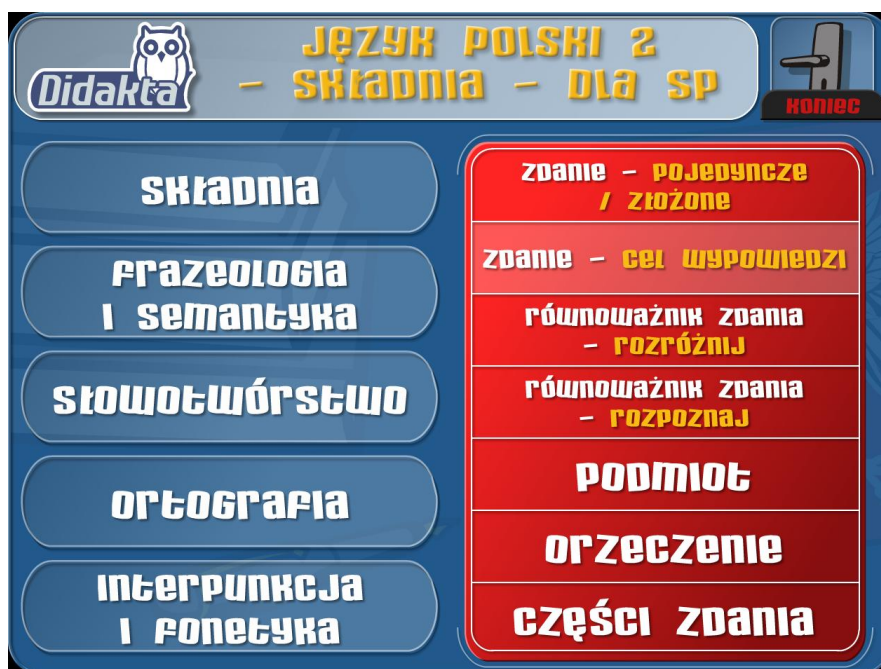 Didakta
Język polski 2
- składnia - dla SP
Koniec
Składnia
Frazeologia
i semantyka
Słowotwórstwo
Ortografia
Interpunkcja
i fonetyka
Zdanie - pojedyncze
/ złożone
Zdanie - cel wypowiedzi
Równoważnik zdania
- rozróżnij
Równoważnik zdania
- rozpoznaj
Podmiot
Orzeczenie
Części zdania